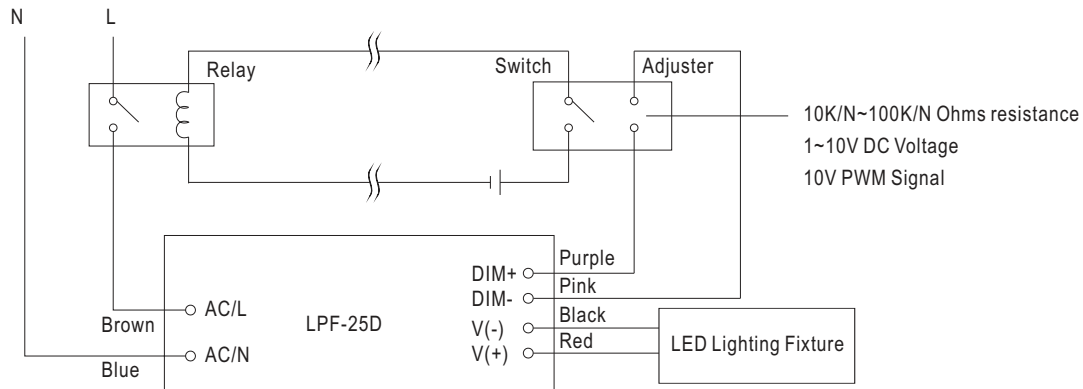 N
L
Relay
Switch
Adjuster
10K/N~100K/N Ohms resistance
1~10V DC Voltage
10V PWM Signal
Purple
DIM+
Pink
DIM-
Black
AC/L
LPF-25D
V(-)
Brown
Red
LED Lighting Fixture
AC/N
V(+)
Blue